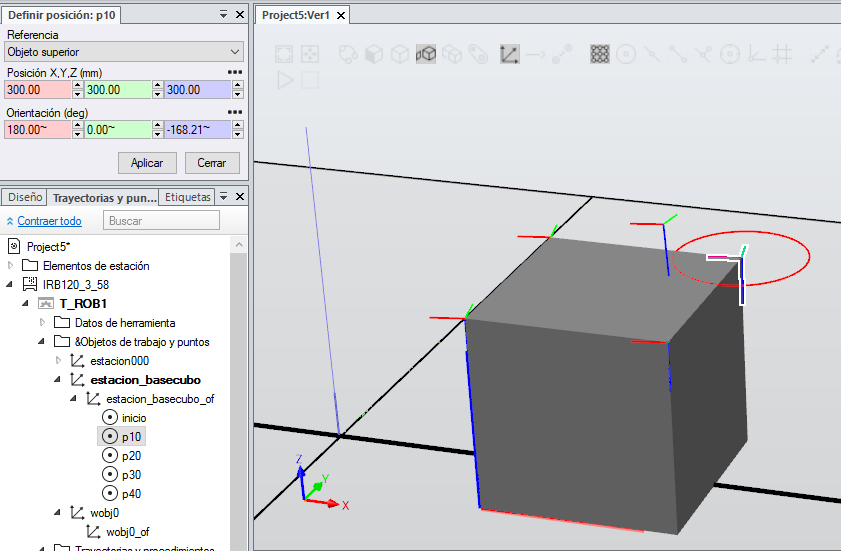 Definir posición: p10
Referencia
Objeto superior
Posición X,Y,Z (mm)
300.00 300.00 300.00
Orientación (deg)
180.00~ 0.00~ -168.21~
Aplicar Cerrar
Diseño Trayectorias y pun... Etiquetas
Contraer todo Buscar
Project5*
Elementos de estación
IRB120_3_58
T_ROB1
Datos de herramienta
&Objetos de trabajo y puntos
estacion000
estacion_basecubo
estacion_basecubo_of
inicio
p10
p20
p30
p40
wobj0
wobj0_of
Trayectorias y procedimientos
Project5:Ver1
Z
Y
X